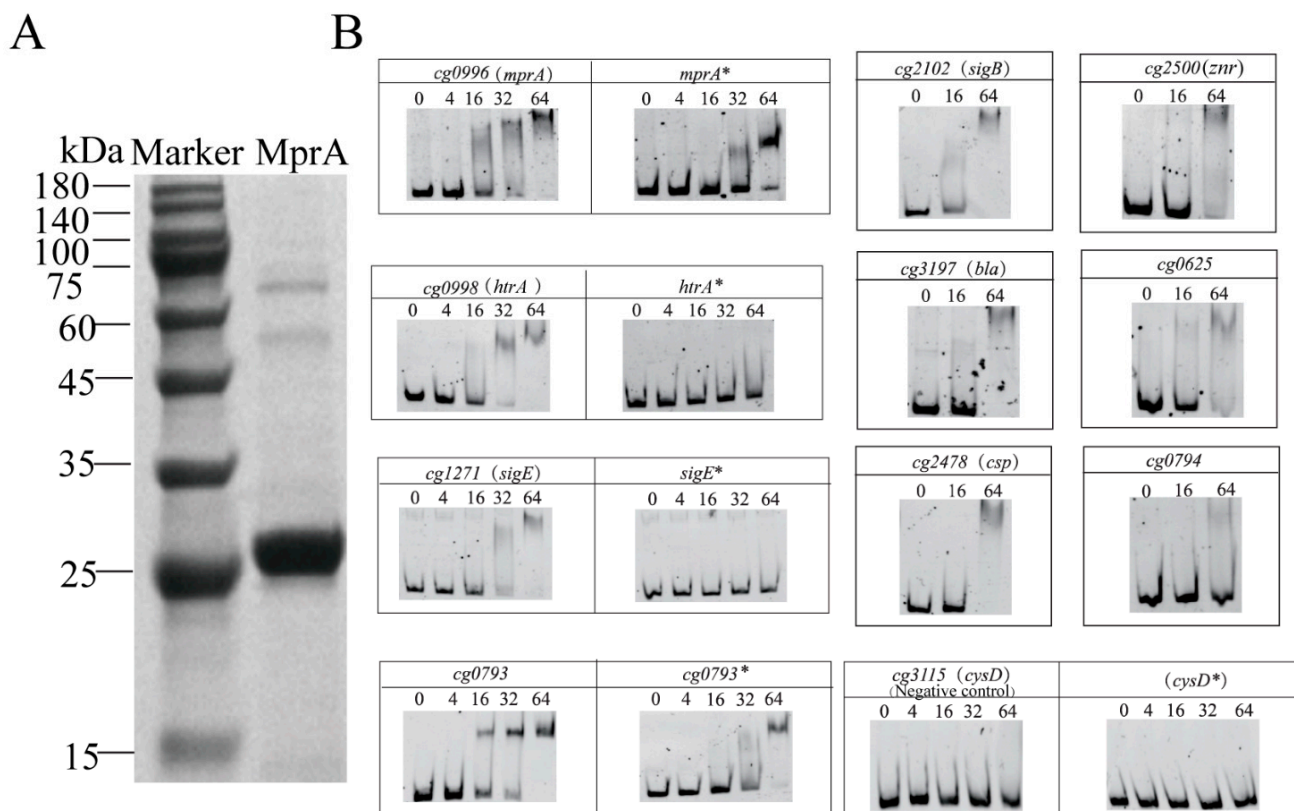 A
kDa Marker MprA
180
140
100
75
60
45
35
25
15
B
cg0996 (mprA) mprA*
0 4 16 32 64 0 4 16 32 64
cg2102 (sigB)
0 16 64
cg2500(znr)
0 16 64
cg0998 (htrA) htrA*
0 4 16 32 64 0 4 16 32 64
cg3197 (bla)
0 16 64
cg0625
0 16 64
cg1271 (sigE) sigE*
0 4 16 32 64 0 4 16 32 64
cg2478 (csp)
0 16 64
cg0794
0 16 64
cg0793 cg0793*
0 4 16 32 64 0 4 16 32 64
cg3115 (cysD) (cysD*)
(Negative control)
0 4 16 32 64 0 4 16 32 64